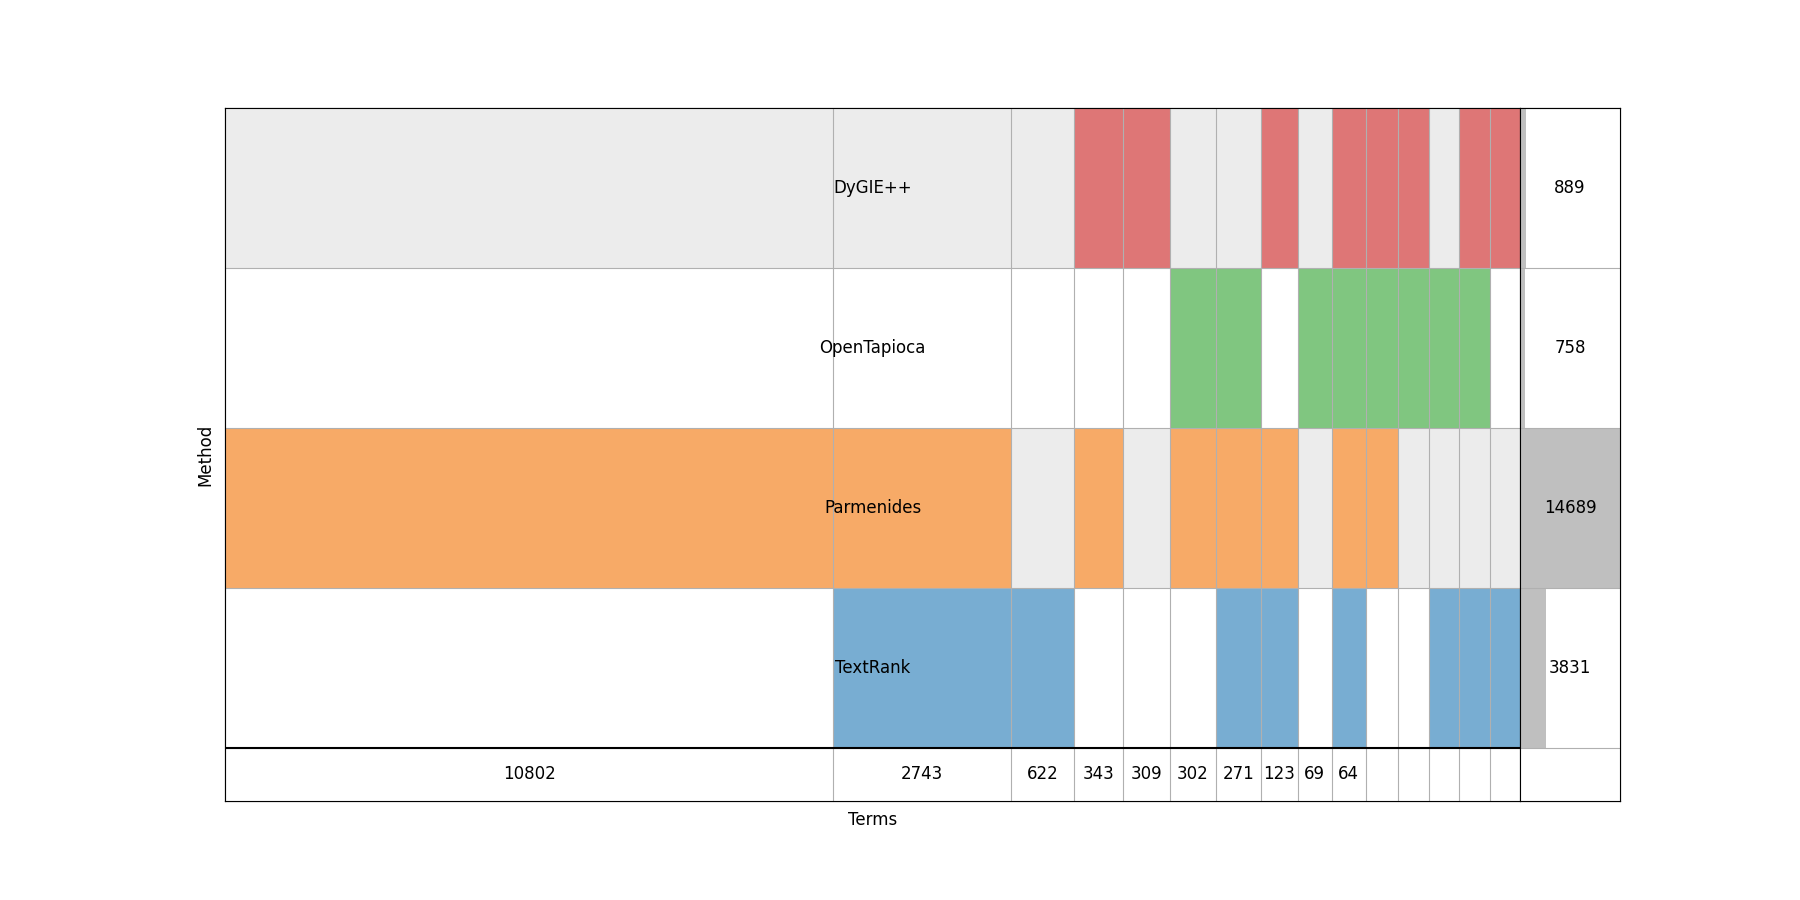 DyGIE++
889
OpenTapioca
758
Method
Parmenides
14689
TextRank
3831
10802 2743 622 343 309 302 271 123 69 64
Terms